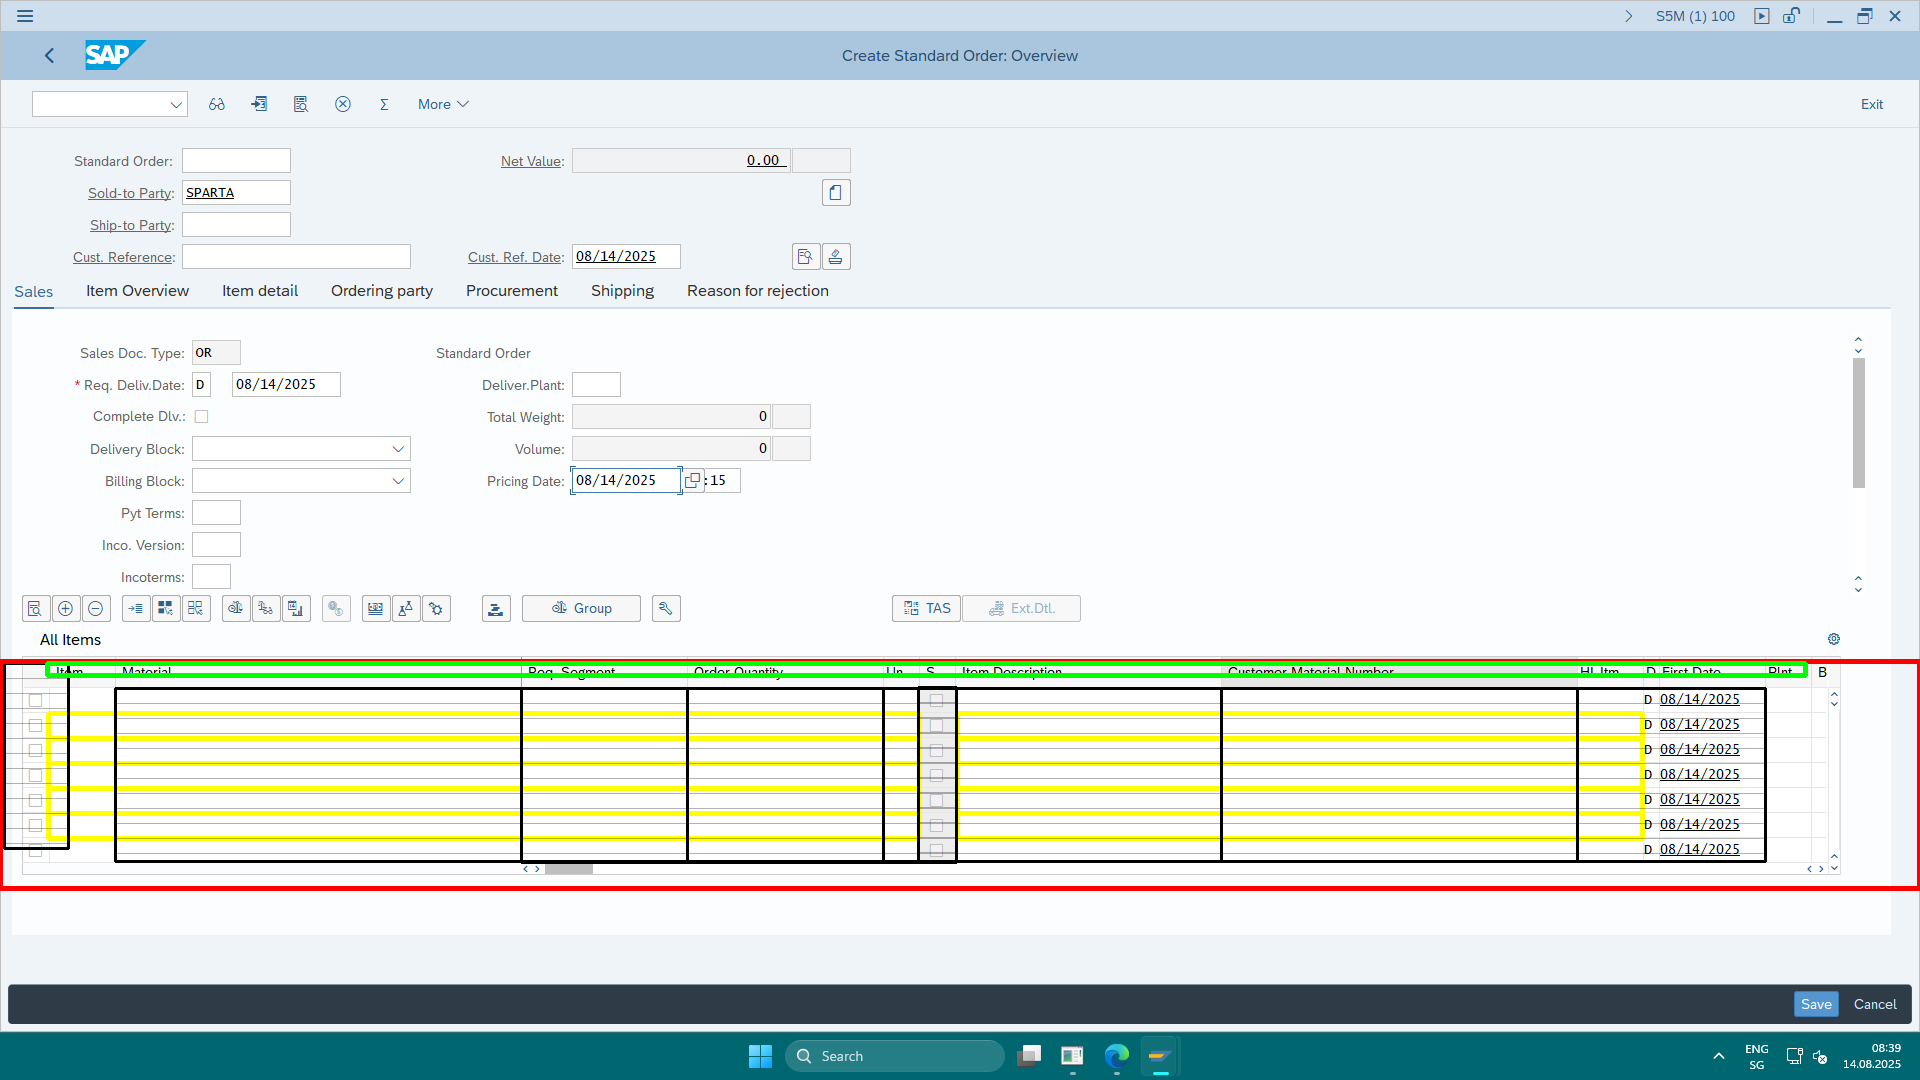 S5M (1) 100
SAP
Create Standard Order: Overview
More
Exit
Standard Order:
Net Value: 0.00
Sold-to Party: SPARTA
Ship-to Party:
Cust. Reference:
Cust. Ref. Date: 08/14/2025
Sales Item Overview Item detail Ordering party Procurement Shipping Reason for rejection
Sales Doc. Type: OR Standard Order
* Req. Deliv.Date: D 08/14/2025 Deliver.Plant:
Complete Dlv.: Total Weight: 0
Delivery Block: Volume: 0
Billing Block: Pricing Date: 08/14/2025 :15
Pyt Terms:
Inco. Version:
Incoterms:
Group TAS Ext.Dtl.
All Items
Item Material Req. Segment Order Quantity Un S Item Description Customer Material Number HL Itm D First Date Plnt B
D 08/14/2025
D 08/14/2025
D 08/14/2025
D 08/14/2025
D 08/14/2025
D 08/14/2025
D 08/14/2025
Save Cancel
Search
ENG
SG
08:39
14.08.2025